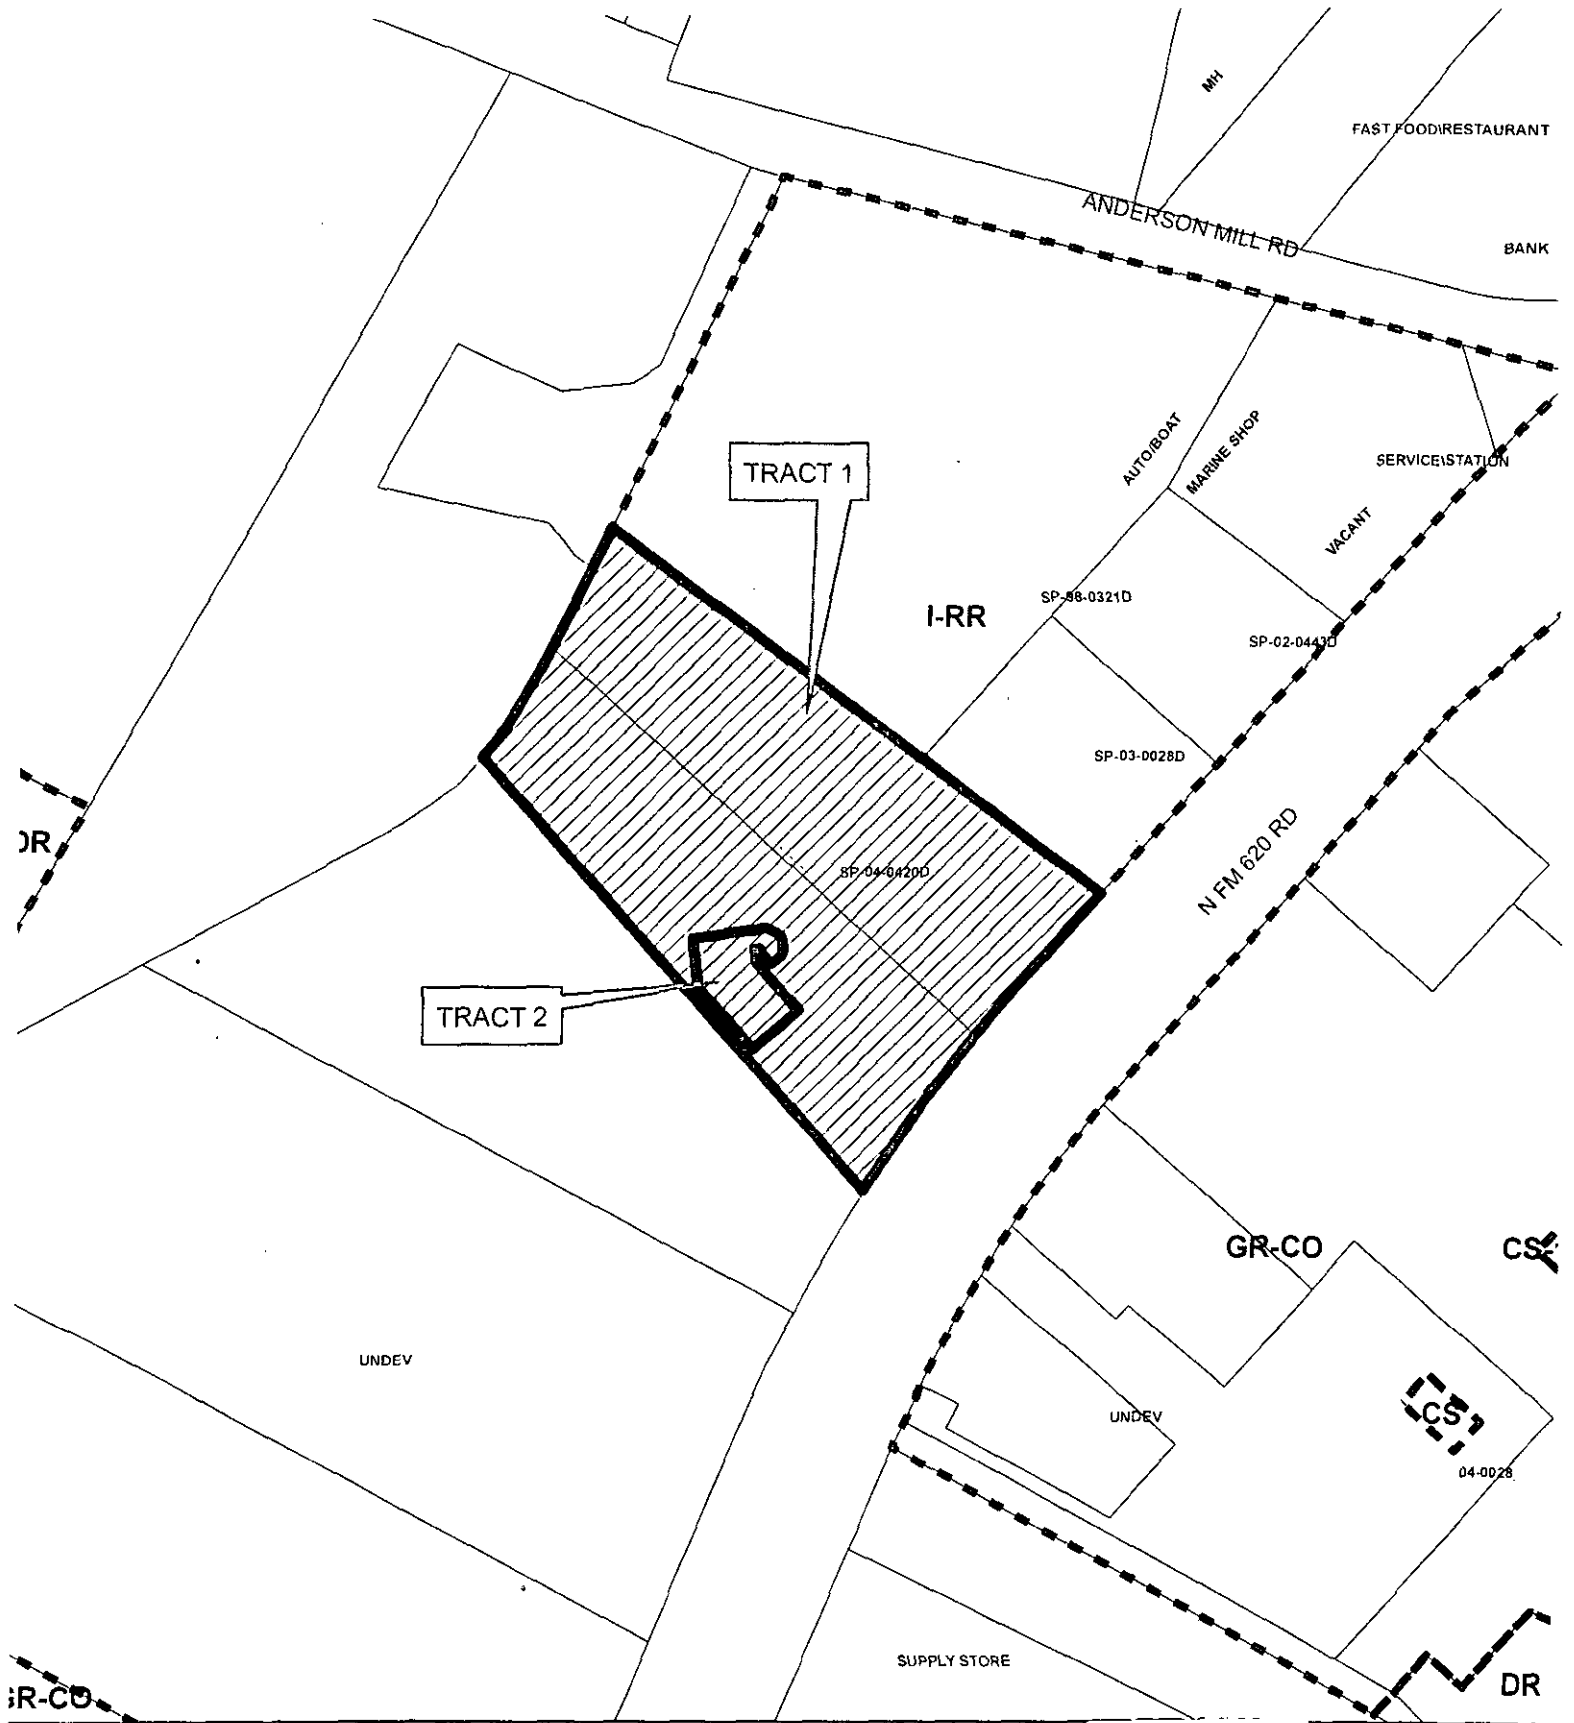 MH
FAST FOOD\RESTAURANT
ANDERSON MILL RD
BANK
AUTO/BOAT
MARINE SHOP
SERVICE\STATION
TRACT 1
VACANT
I-RR
SP-98-0321D
SP-02-0443D
SP-03-0028D
N FM 620 RD
DR
SP-04-0420D
TRACT 2
GR-CO
CS-
UNDEV
CS
UNDEV
04-0028
SUPPLY STORE
DR
GR-CO